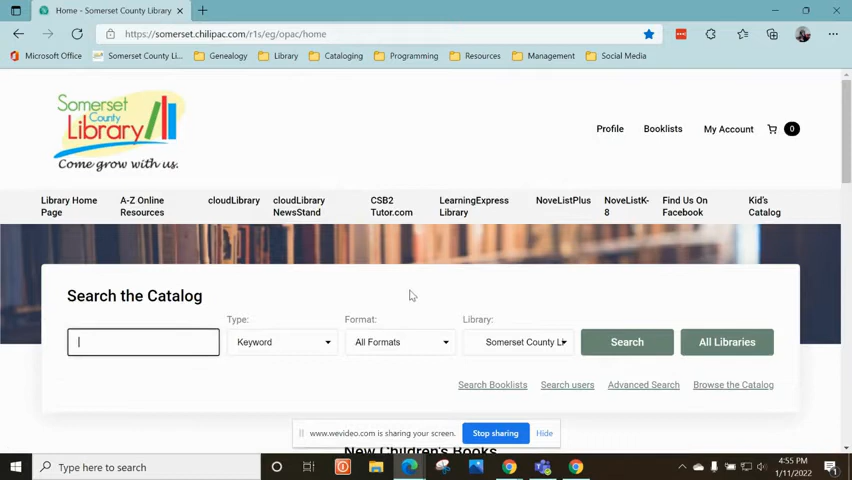 Home - Somerset County Library
https://somerset.chilipac.com/r1s/eg/opac/home
Microsoft Office
Somerset County Li...
Genealogy
Library
Cataloging
Programming
Resources
Management
Social Media
Somerset
County
Library
Come grow with us.
Profile
Booklists
My Account
0
Library Home Page
A-Z Online Resources
cloudLibrary
cloudLibrary NewsStand
CSB2 Tutor.com
LearningExpress Library
NoveListPlus
NoveListK-8
Find Us On Facebook
Kid's Catalog
Search the Catalog
Type:
Format:
Library:
Keyword
All Formats
Somerset County Li
Search
All Libraries
Search Booklists
Search users
Advanced Search
Browse the Catalog
www.wevideo.com is sharing your screen.
Stop sharing
Hide
New Children's Books
Type here to search
4:55 PM
1/11/2022